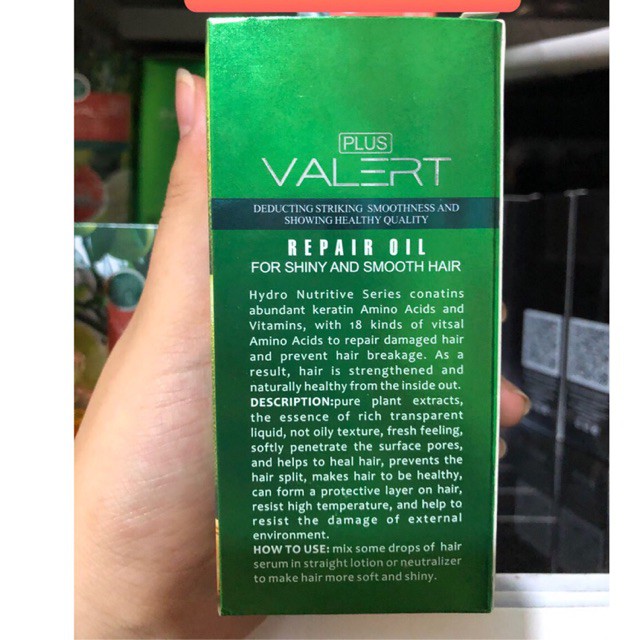 PLUS
VALERT
DEDUCTING STRIKING SMOOTHNESS AND
SHOWING HEALTHY QUALITY
REPAIR OIL
FOR SHINY AND SMOOTH HAIR
Hydro Nutritive Series conatins
abundant keratin Amino Acids and
Vitamins, with 18 kinds of vitsal
Amino Acids to repair damaged hair
and prevent hair breakage. As a
result, hair is strengthened and
naturally healthy from the inside out.
DESCRIPTION:pure plant extracts,
the essence of rich transparent
liquid, not oily texture, fresh feeling,
softly penetrate the surface pores,
and helps to heal hair, prevents the
hair split, makes hair to be healthy,
can form a protective layer on hair,
resist high temperature, and help to
resist the damage of external
environment.
HOW TO USE: mix some drops of hair
serum in straight lotion or neutralizer
to make hair more soft and shiny.